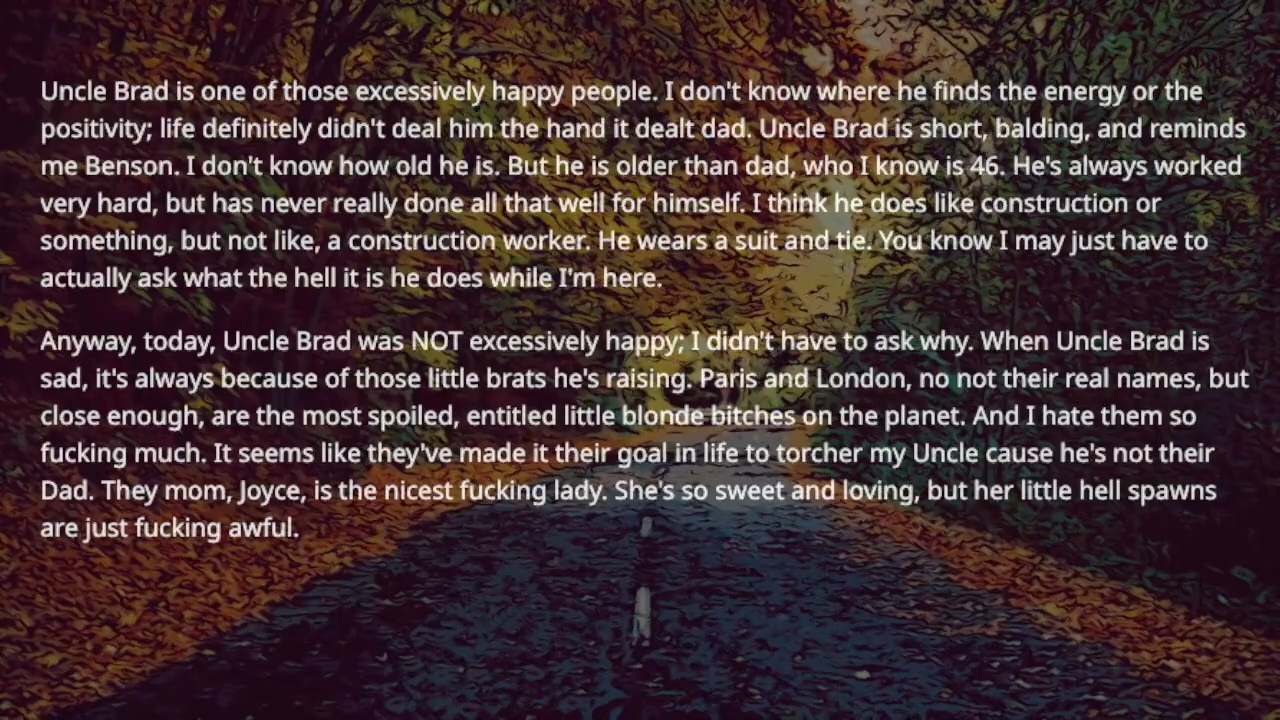 Uncle Brad is one of those excessively happy people. I don't know where he finds the energy or the
positivity; life definitely didn't deal him the hand it dealt dad. Uncle Brad is short, balding, and reminds
me Benson. I don't know how old he is. But he is older than dad, who I know is 46. He's always worked
very hard, but has never really done all that well for himself. I think he does like construction or
something, but not like, a construction worker. He wears a suit and tie. You know I may just have to
actually ask what the hell it is he does while I'm here.
Anyway, today, Uncle Brad was NOT excessively happy; I didn't have to ask why. When Uncle Brad is
sad, it's always because of those little brats he's raising. Paris and London, no not their real names, but
close enough, are the most spoiled, entitled little blonde bitches on the planet. And I hate them so
fucking much. It seems like they've made it their goal in life to torcher my Uncle cause he's not their
Dad. They mom, Joyce, is the nicest fucking lady. She's so sweet and loving, but her little hell spawns
are just fucking awful.